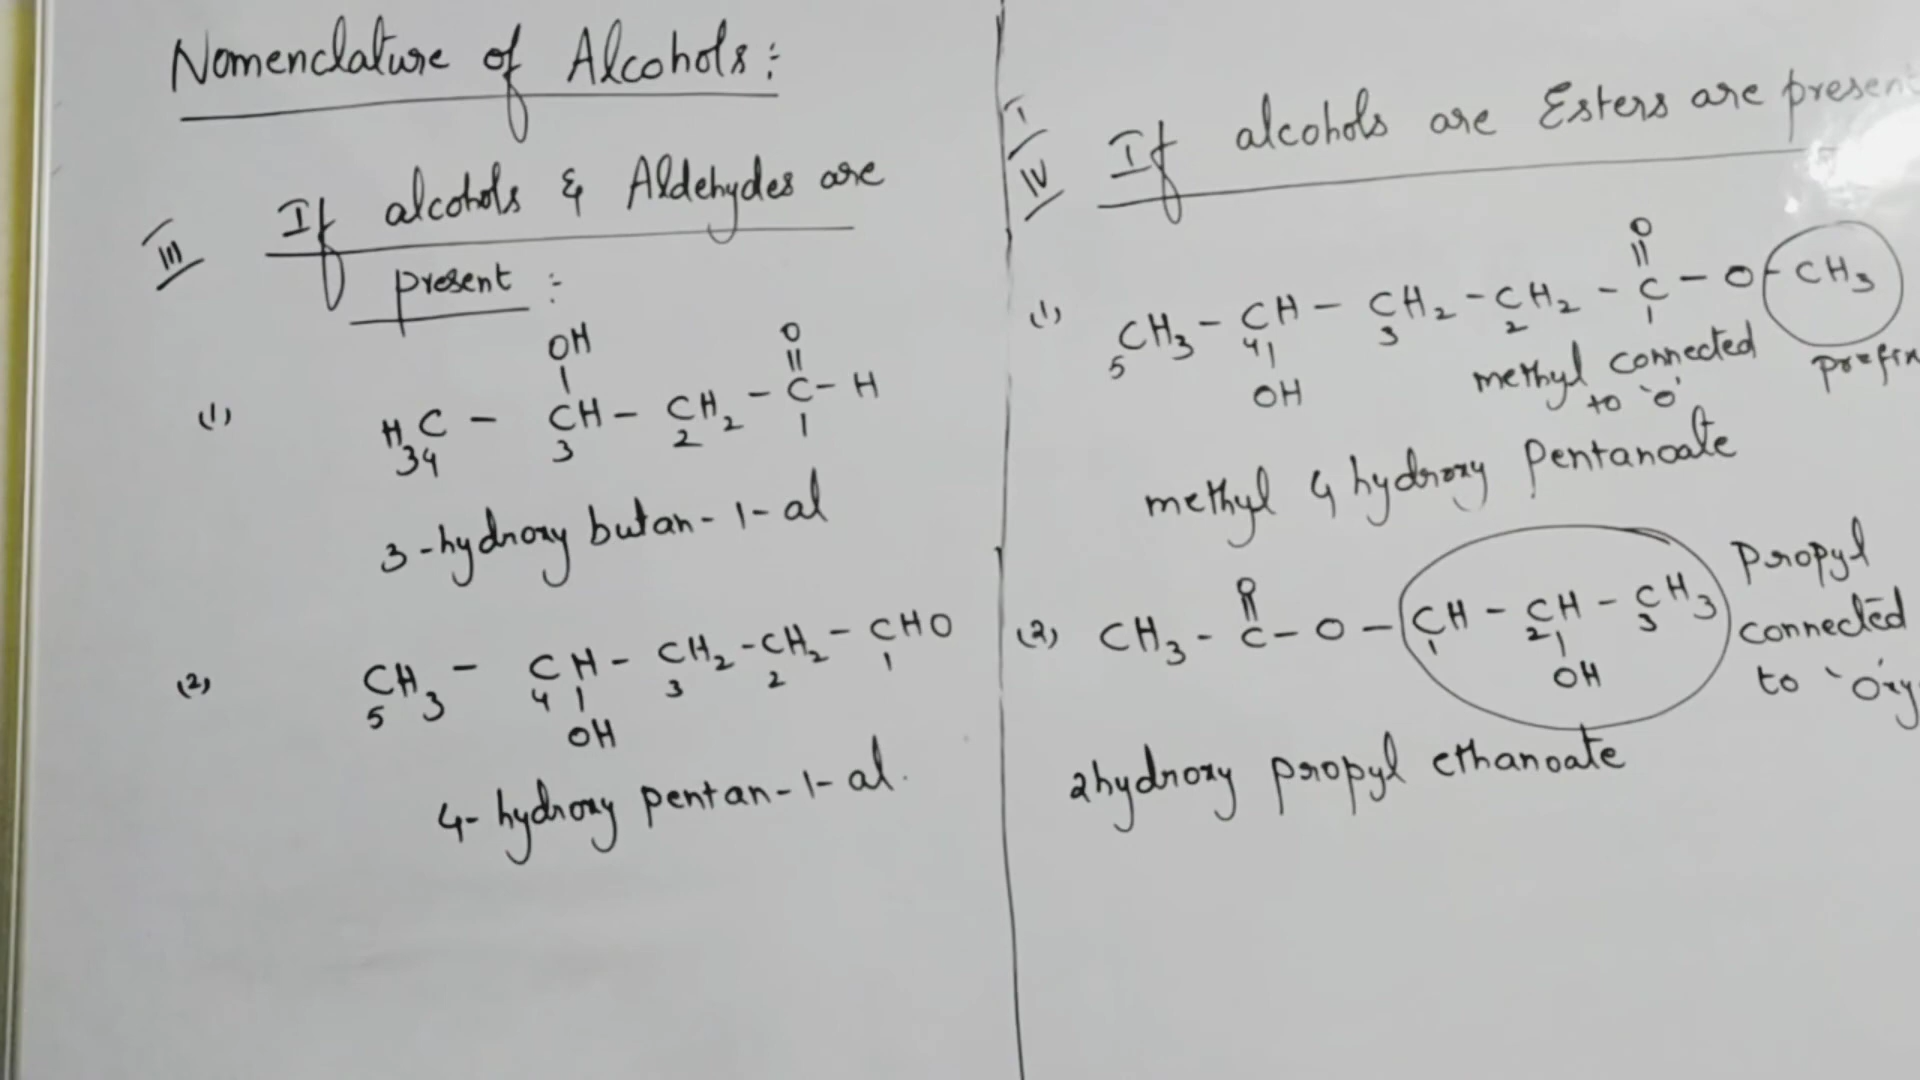 Nomenclature of Alcohols :
III If alcohols & Aldehydes are
present :
OH O
(1) H3C - CH - CH2 - C - H
4 3 2 1
3-hydroxy butan-1-al
(2) CH3 - CH - CH2 - CH2 - CHO
5 4 3 2 1
OH
4-hydroxy pentan-1-al.
IV If alcohols are Esters are present
O
(1) CH3 - CH - CH2 - CH2 - C - O - CH3
5 4 3 2 1
OH
methyl connected
to 'O'
methyl 4 hydroxy Pentanoate
O
(2) CH3 - C - O - CH - CH - CH3
1 2 3
OH
Propyl
connected
to
2hydroxy propyl ethanoate